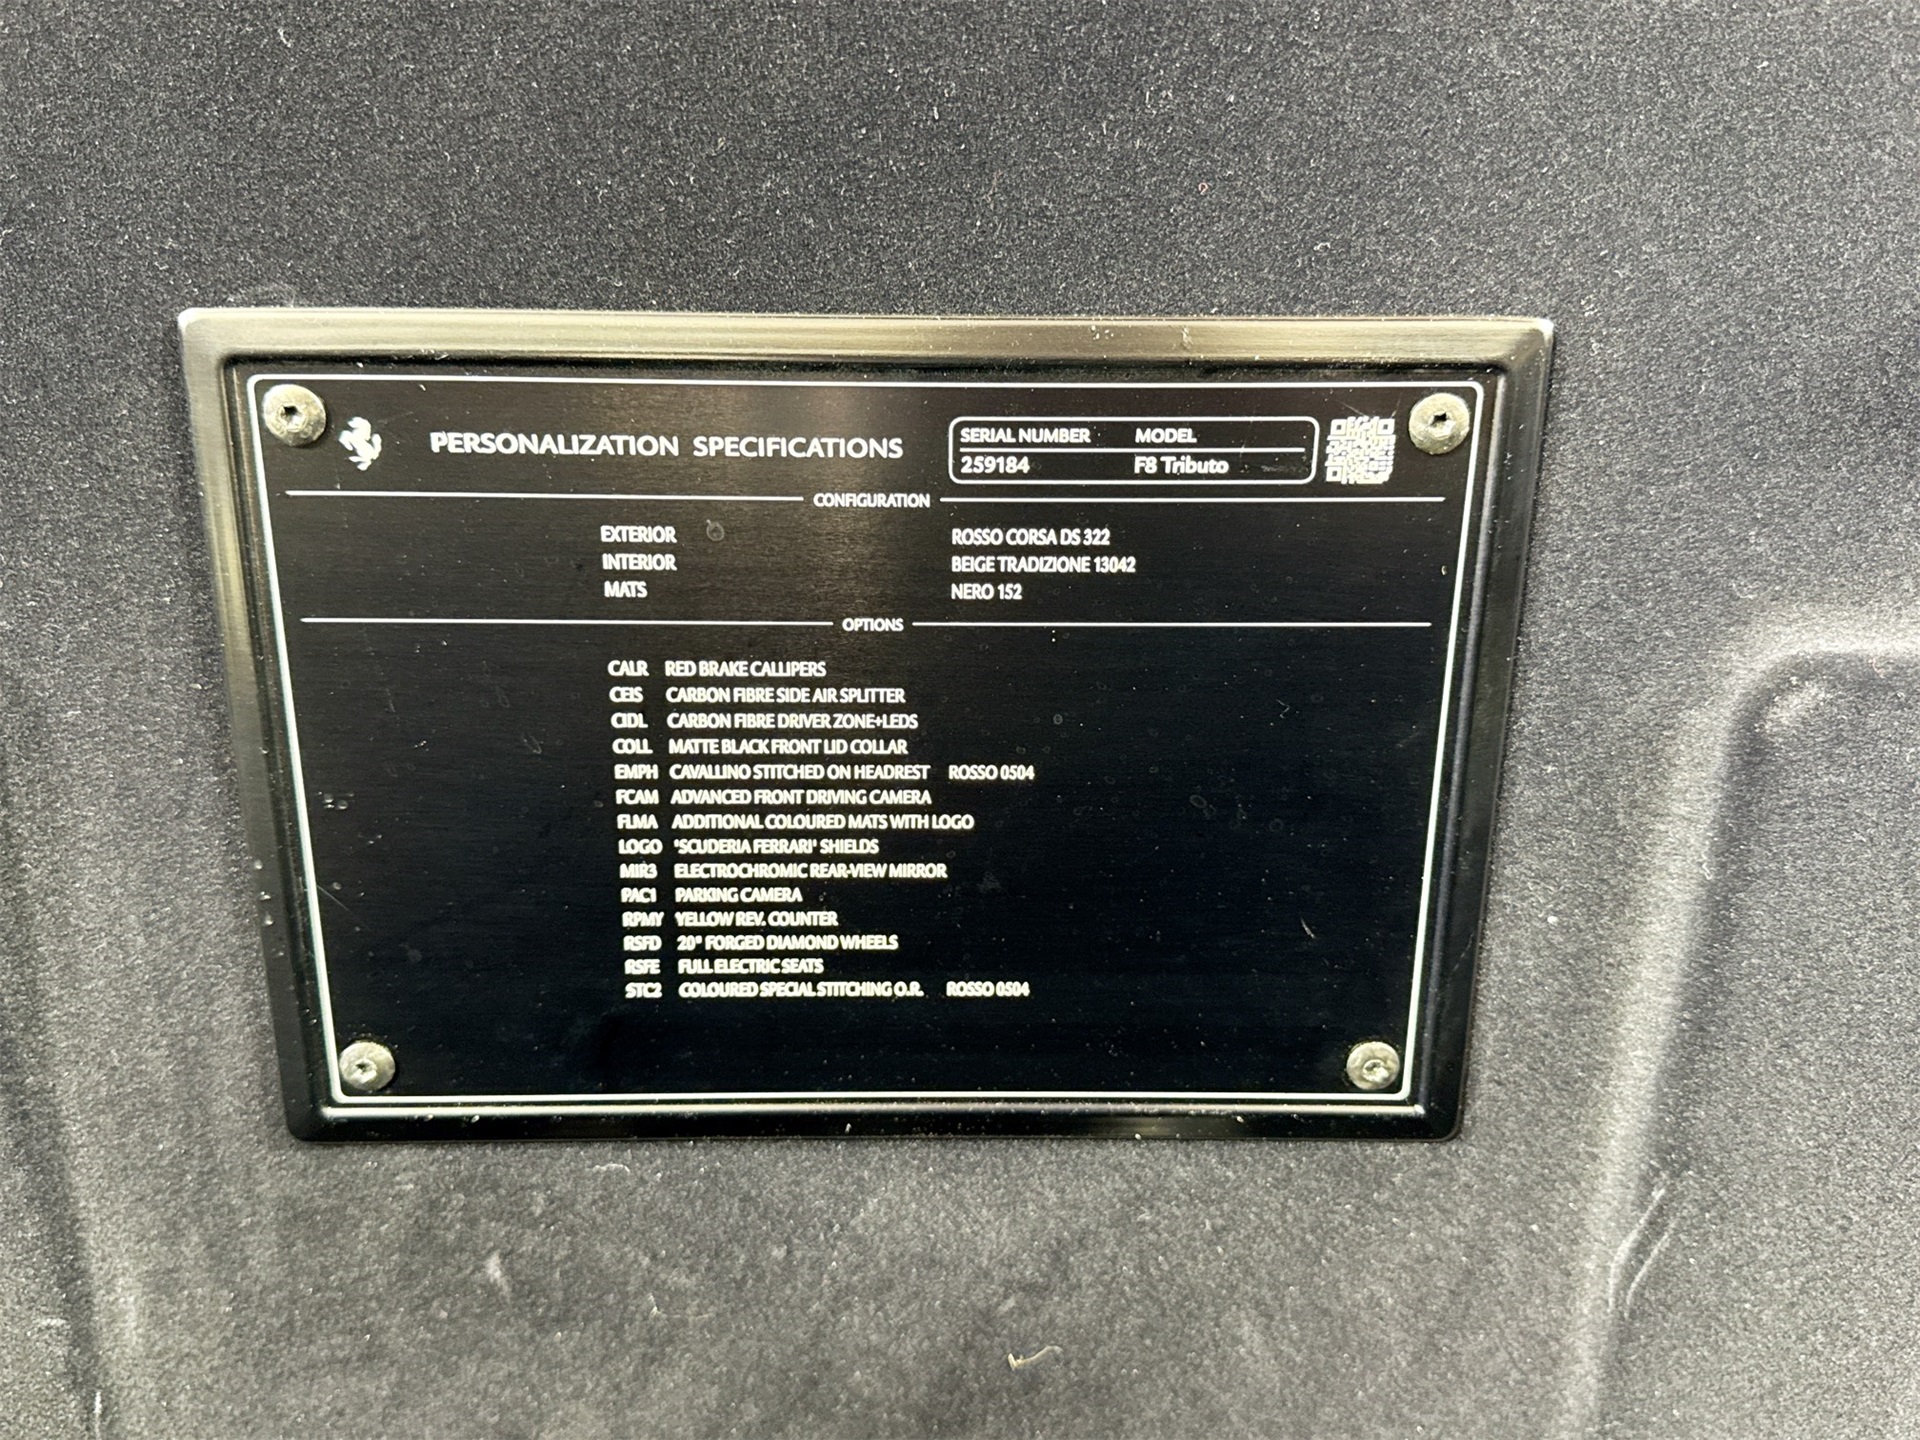 PERSONALIZATION SPECIFICATIONS
SERIAL NUMBER MODEL
259184 F8 Tributo
CONFIGURATION
EXTERIOR ROSSO CORSA DS 322
INTERIOR BEIGE TRADIZIONE 13042
MATS NERO 152
OPTIONS
CALR RED BRAKE CALLIPERS
CEIS CARBON FIBRE SIDE AIR SPLITTER
CIDL CARBON FIBRE DRIVER ZONE+LEDS
COLL MATTE BLACK FRONT LID COLLAR
EMPH CAVALLINO STITCHED ON HEADREST ROSSO 0504
FCAM ADVANCED FRONT DRIVING CAMERA
FLMA ADDITIONAL COLOURED MATS WITH LOGO
LOGO 'SCUDERIA FERRARI' SHIELDS
MIR3 ELECTROCHROMIC REAR-VIEW MIRROR
PAC1 PARKING CAMERA
RPMY YELLOW REV. COUNTER
RSFD 20" FORGED DIAMOND WHEELS
RSFE FULL ELECTRIC SEATS
STC2 COLOURED SPECIAL STITCHING O.R. ROSSO 0504